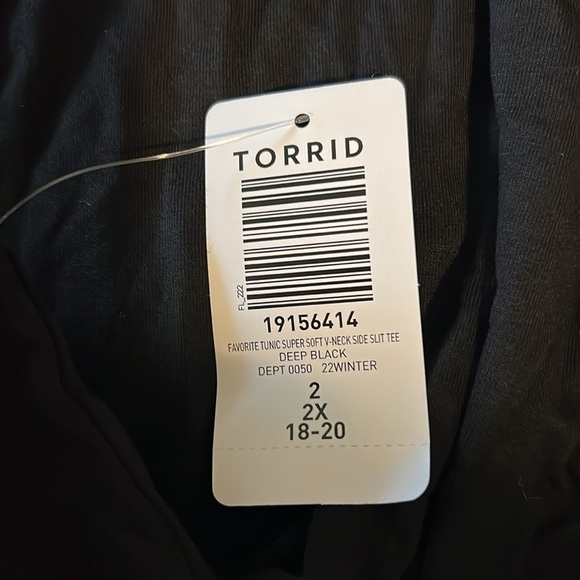 TORRID
FL_222
19156414
FAVORITE TUNIC SUPER SOFT V-NECK SIDE SLIT TEE
DEEP BLACK
DEPT 0050 22WINTER
2
2X
18-20